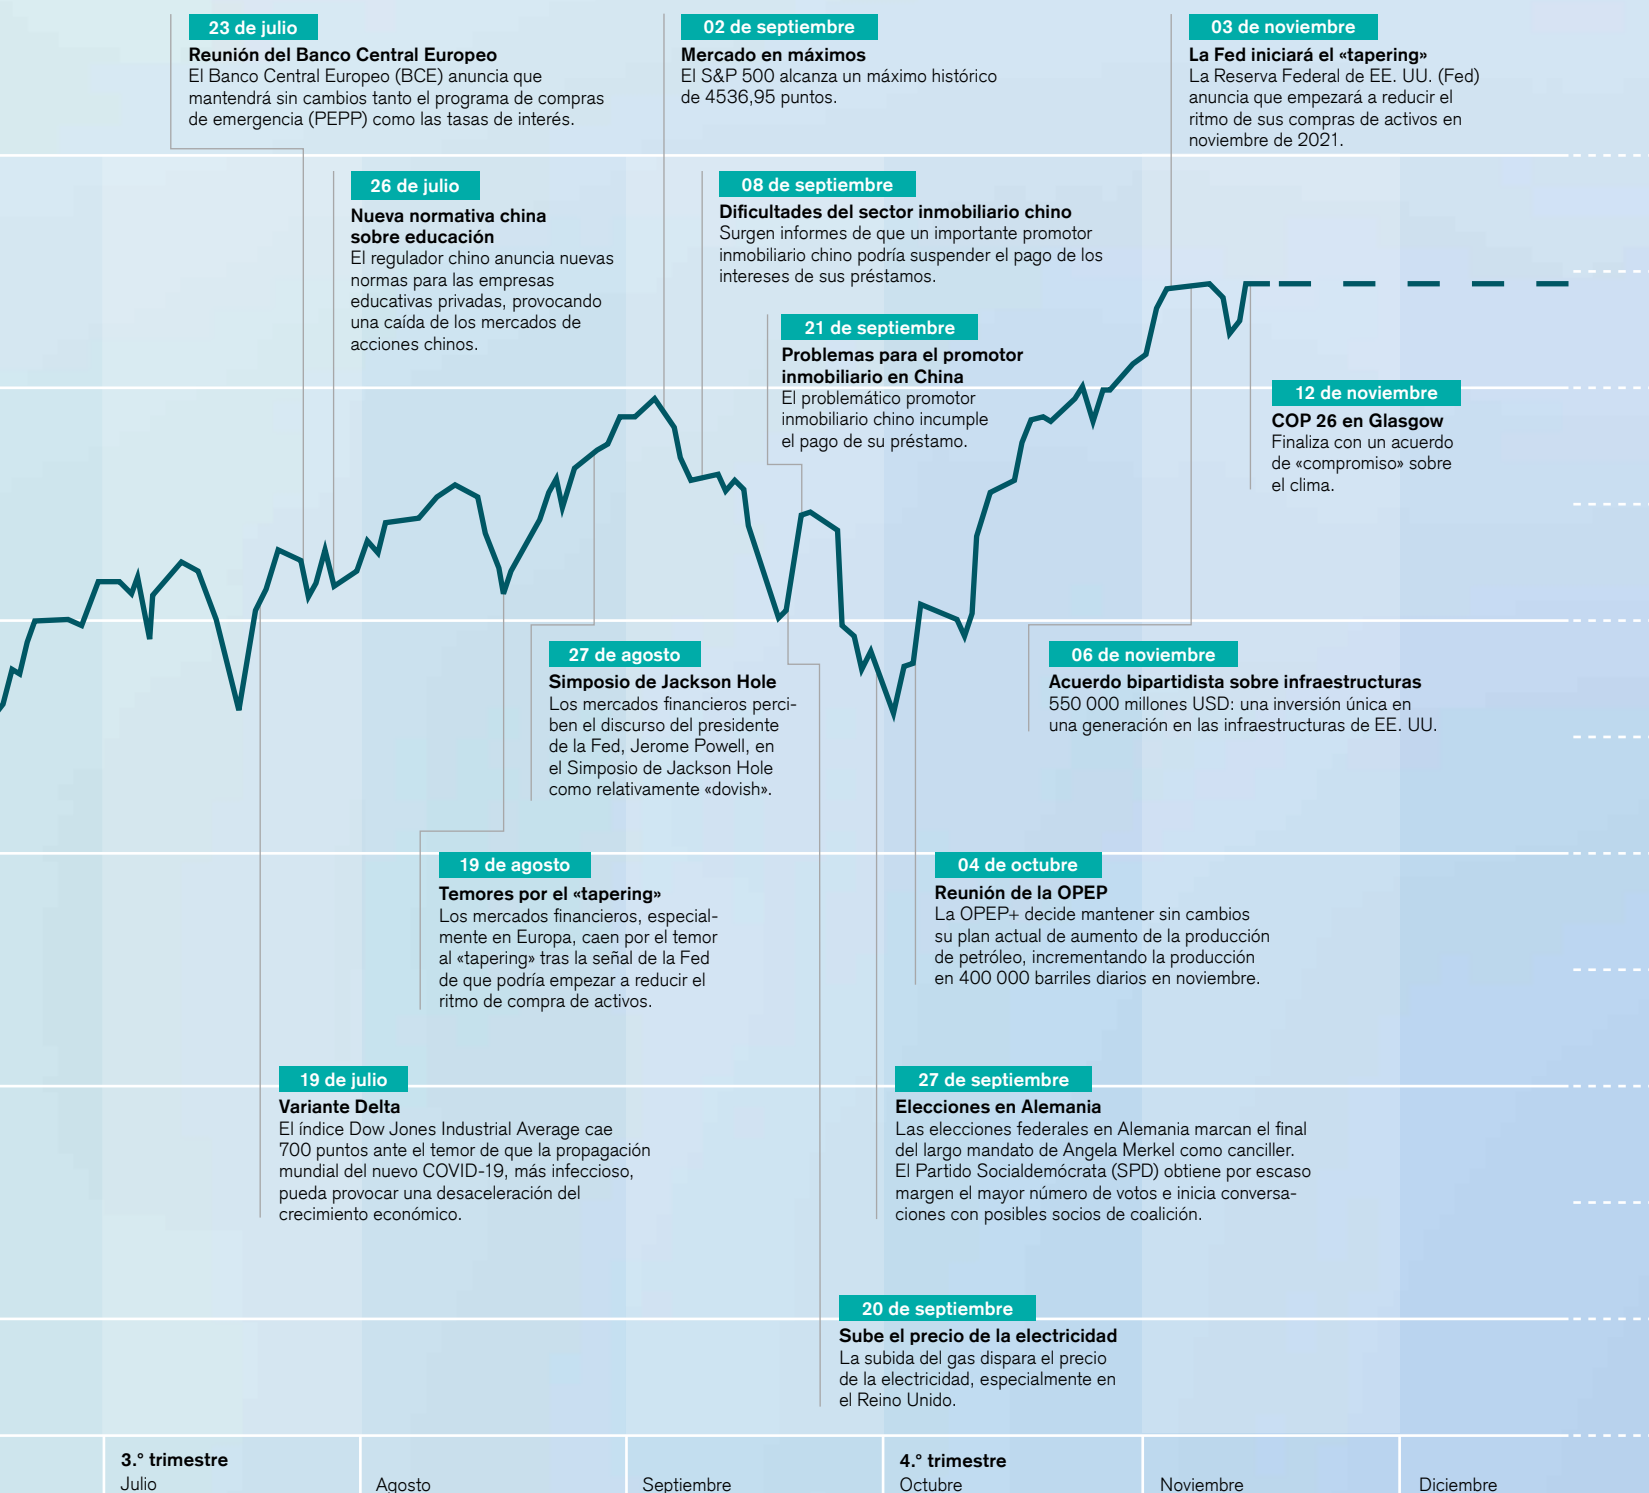 23 de julio
Reunión del Banco Central Europeo
El Banco Central Europeo (BCE) anuncia que
mantendrá sin cambios tanto el programa de compras
de emergencia (PEPP) como las tasas de interés.
02 de septiembre
Mercado en máximos
El S&P 500 alcanza un máximo histórico
de 4536,95 puntos.
03 de noviembre
La Fed iniciará el «tapering»
La Reserva Federal de EE. UU. (Fed)
anuncia que empezará a reducir el
ritmo de sus compras de activos en
noviembre de 2021.
26 de julio
Nueva normativa china
sobre educación
El regulador chino anuncia nuevas
normas para las empresas
educativas privadas, provocando
una caída de los mercados de
acciones chinos.
08 de septiembre
Dificultades del sector inmobiliario chino
Surgen informes de que un importante promotor
inmobiliario chino podría suspender el pago de los
intereses de sus préstamos.
21 de septiembre
Problemas para el promotor
inmobiliario en China
El problemático promotor
inmobiliario chino incumple
el pago de su préstamo.
12 de noviembre
COP 26 en Glasgow
Finaliza con un acuerdo
de «compromiso» sobre
el clima.
27 de agosto
Simposio de Jackson Hole
Los mercados financieros perci-
ben el discurso del presidente
de la Fed, Jerome Powell, en
el Simposio de Jackson Hole
como relativamente «dovish».
06 de noviembre
Acuerdo bipartidista sobre infraestructuras
550 000 millones USD: una inversión única en
una generación en las infraestructuras de EE. UU.
19 de agosto
Temores por el «tapering»
Los mercados financieros, especial-
mente en Europa, caen por el temor
al «tapering» tras la señal de la Fed
de que podría empezar a reducir el
ritmo de compra de activos.
04 de octubre
Reunión de la OPEP
La OPEP+ decide mantener sin cambios
su plan actual de aumento de la producción
de petróleo, incrementando la producción
en 400 000 barriles diarios en noviembre.
19 de julio
Variante Delta
El índice Dow Jones Industrial Average cae
700 puntos ante el temor de que la propagación
mundial del nuevo COVID-19, más infeccioso,
pueda provocar una desaceleración del
crecimiento económico.
27 de septiembre
Elecciones en Alemania
Las elecciones federales en Alemania marcan el final
del largo mandato de Angela Merkel como canciller.
El Partido Socialdemócrata (SPD) obtiene por escaso
margen el mayor número de votos e inicia conversa-
ciones con posibles socios de coalición.
20 de septiembre
Sube el precio de la electricidad
La subida del gas dispara el precio
de la electricidad, especialmente en
el Reino Unido.
3.° trimestre
Julio
Agosto
Septiembre
4.° trimestre
Octubre
Noviembre
Diciembre